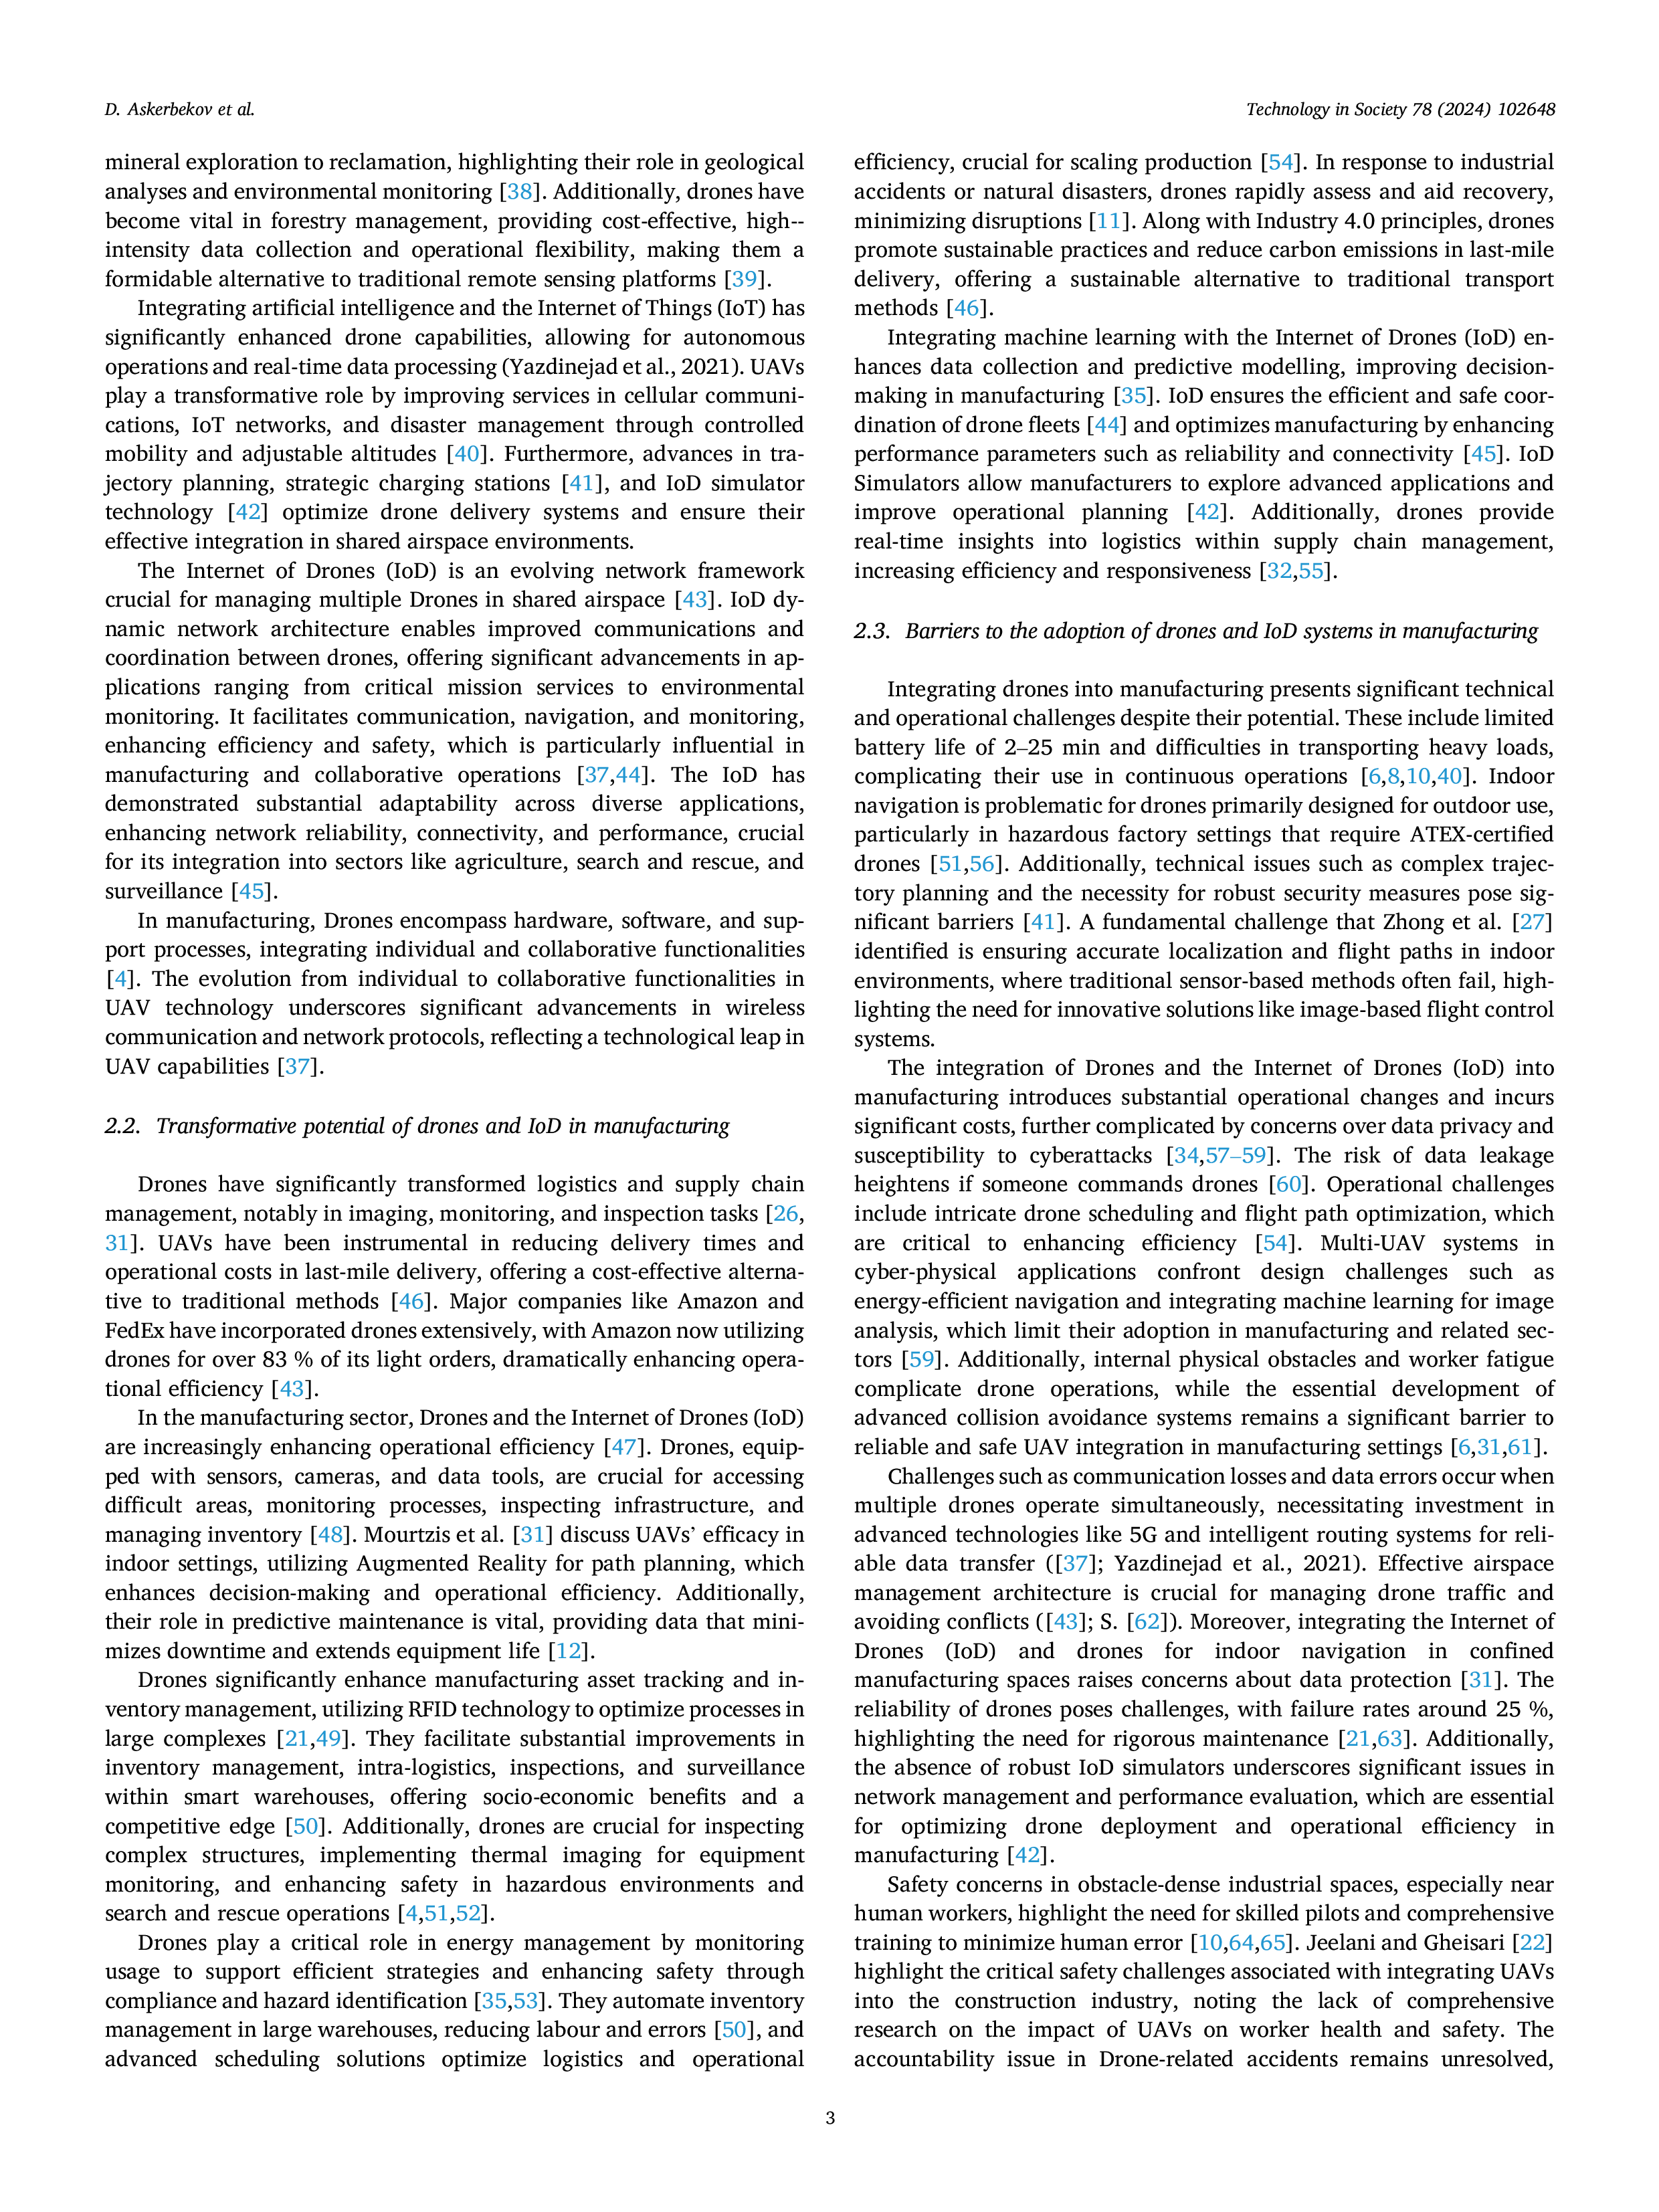 D. Askerbekov et al.
Technology in Society 78 (2024) 102648
mineral exploration to reclamation, highlighting their role in geological
analyses and environmental monitoring [38]. Additionally, drones have
become vital in forestry management, providing cost-effective, high--
intensity data collection and operational flexibility, making them a
formidable alternative to traditional remote sensing platforms [39].
Integrating artificial intelligence and the Internet of Things (IoT) has
significantly enhanced drone capabilities, allowing for autonomous
operations and real-time data processing (Yazdinejad et al., 2021). UAVs
play a transformative role by improving services in cellular communi-
cations, IoT networks, and disaster management through controlled
mobility and adjustable altitudes [40]. Furthermore, advances in tra-
jectory planning, strategic charging stations [41], and IoD simulator
technology [42] optimize drone delivery systems and ensure their
effective integration in shared airspace environments.
The Internet of Drones (IoD) is an evolving network framework
crucial for managing multiple Drones in shared airspace [43]. IoD dy-
namic network architecture enables improved communications and
coordination between drones, offering significant advancements in ap-
plications ranging from critical mission services to environmental
monitoring. It facilitates communication, navigation, and monitoring,
enhancing efficiency and safety, which is particularly influential in
manufacturing and collaborative operations [37,44]. The IoD has
demonstrated substantial adaptability across diverse applications,
enhancing network reliability, connectivity, and performance, crucial
for its integration into sectors like agriculture, search and rescue, and
surveillance [45].
In manufacturing, Drones encompass hardware, software, and sup-
port processes, integrating individual and collaborative functionalities
[4]. The evolution from individual to collaborative functionalities in
UAV technology underscores significant advancements in wireless
communication and network protocols, reflecting a technological leap in
UAV capabilities [37].
2.2. Transformative potential of drones and IoD in manufacturing
Drones have significantly transformed logistics and supply chain
management, notably in imaging, monitoring, and inspection tasks [26,
31]. UAVs have been instrumental in reducing delivery times and
operational costs in last-mile delivery, offering a cost-effective alterna-
tive to traditional methods [46]. Major companies like Amazon and
FedEx have incorporated drones extensively, with Amazon now utilizing
drones for over 83 % of its light orders, dramatically enhancing opera-
tional efficiency [43].
In the manufacturing sector, Drones and the Internet of Drones (IoD)
are increasingly enhancing operational efficiency [47]. Drones, equip-
ped with sensors, cameras, and data tools, are crucial for accessing
difficult areas, monitoring processes, inspecting infrastructure, and
managing inventory [48]. Mourtzis et al. [31] discuss UAVs' efficacy in
indoor settings, utilizing Augmented Reality for path planning, which
enhances decision-making and operational efficiency. Additionally,
their role in predictive maintenance is vital, providing data that mini-
mizes downtime and extends equipment life [12].
Drones significantly enhance manufacturing asset tracking and in-
ventory management, utilizing RFID technology to optimize processes in
large complexes [21,49]. They facilitate substantial improvements in
inventory management, intra-logistics, inspections, and surveillance
within smart warehouses, offering socio-economic benefits and a
competitive edge [50]. Additionally, drones are crucial for inspecting
complex structures, implementing thermal imaging for equipment
monitoring, and enhancing safety in hazardous environments and
search and rescue operations [4,51,52].
Drones play a critical role in energy management by monitoring
usage to support efficient strategies and enhancing safety through
compliance and hazard identification [35,53]. They automate inventory
management in large warehouses, reducing labour and errors [50], and
advanced scheduling solutions optimize logistics and operational
efficiency, crucial for scaling production [54]. In response to industrial
accidents or natural disasters, drones rapidly assess and aid recovery,
minimizing disruptions [11]. Along with Industry 4.0 principles, drones
promote sustainable practices and reduce carbon emissions in last-mile
delivery, offering a sustainable alternative to traditional transport
methods [46].
Integrating machine learning with the Internet of Drones (IoD) en-
hances data collection and predictive modelling, improving decision-
making in manufacturing [35]. IoD ensures the efficient and safe coor-
dination of drone fleets [44] and optimizes manufacturing by enhancing
performance parameters such as reliability and connectivity [45]. IoD
Simulators allow manufacturers to explore advanced applications and
improve operational planning [42]. Additionally, drones provide
real-time insights into logistics within supply chain management,
increasing efficiency and responsiveness [32,55].
2.3. Barriers to the adoption of drones and IoD systems in manufacturing
Integrating drones into manufacturing presents significant technical
and operational challenges despite their potential. These include limited
battery life of 2–25 min and difficulties in transporting heavy loads,
complicating their use in continuous operations [6,8,10,40]. Indoor
navigation is problematic for drones primarily designed for outdoor use,
particularly in hazardous factory settings that require ATEX-certified
drones [51,56]. Additionally, technical issues such as complex trajec-
tory planning and the necessity for robust security measures pose sig-
nificant barriers [41]. A fundamental challenge that Zhong et al. [27]
identified is ensuring accurate localization and flight paths in indoor
environments, where traditional sensor-based methods often fail, high-
lighting the need for innovative solutions like image-based flight control
systems.
The integration of Drones and the Internet of Drones (IoD) into
manufacturing introduces substantial operational changes and incurs
significant costs, further complicated by concerns over data privacy and
susceptibility to cyberattacks [34,57–59]. The risk of data leakage
heightens if someone commands drones [60]. Operational challenges
include intricate drone scheduling and flight path optimization, which
are critical to enhancing efficiency [54]. Multi-UAV systems in
cyber-physical applications confront design challenges such as
energy-efficient navigation and integrating machine learning for image
analysis, which limit their adoption in manufacturing and related sec-
tors [59]. Additionally, internal physical obstacles and worker fatigue
complicate drone operations, while the essential development of
advanced collision avoidance systems remains a significant barrier to
reliable and safe UAV integration in manufacturing settings [6,31,61].
Challenges such as communication losses and data errors occur when
multiple drones operate simultaneously, necessitating investment in
advanced technologies like 5G and intelligent routing systems for reli-
able data transfer ([37]; Yazdinejad et al., 2021). Effective airspace
management architecture is crucial for managing drone traffic and
avoiding conflicts ([43]; S. [62]). Moreover, integrating the Internet of
Drones (IoD) and drones for indoor navigation in confined
manufacturing spaces raises concerns about data protection [31]. The
reliability of drones poses challenges, with failure rates around 25 %,
highlighting the need for rigorous maintenance [21,63]. Additionally,
the absence of robust IoD simulators underscores significant issues in
network management and performance evaluation, which are essential
for optimizing drone deployment and operational efficiency in
manufacturing [42].
Safety concerns in obstacle-dense industrial spaces, especially near
human workers, highlight the need for skilled pilots and comprehensive
training to minimize human error [10,64,65]. Jeelani and Gheisari [22]
highlight the critical safety challenges associated with integrating UAVs
into the construction industry, noting the lack of comprehensive
research on the impact of UAVs on worker health and safety. The
accountability issue in Drone-related accidents remains unresolved,
3